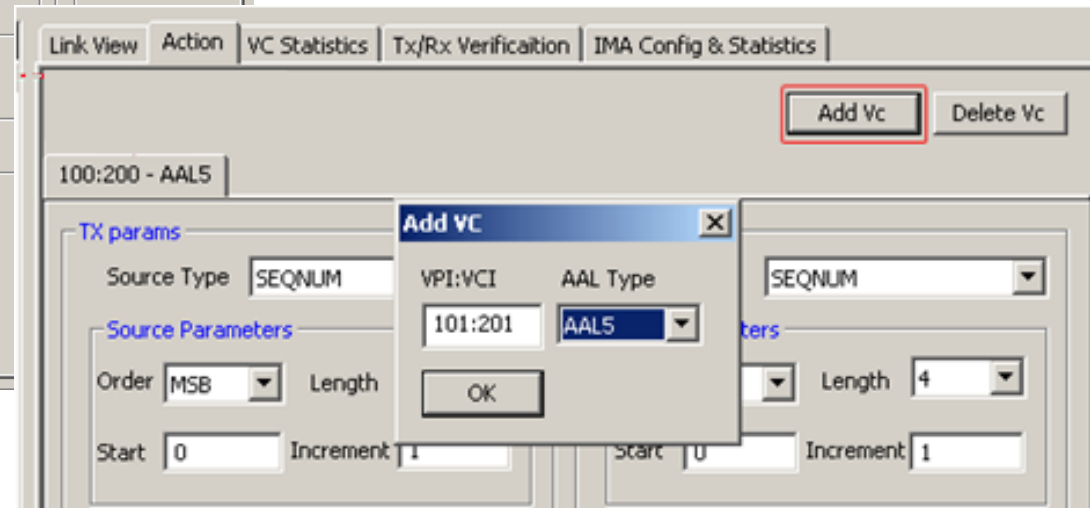 Link View Action VC Statistics Tx/Rx Verificaition IMA Config & Statistics
Add Vc Delete Vc
100:200 - AAL5
Add VC
TX params
VPI:VCI AAL Type
Source Type SEQNUM SEQNUM
101:201 AAL5
Source Parameters ters
Order MSB Length Length 4
OK
Start 0 Increment 1 Start 0 Increment 1